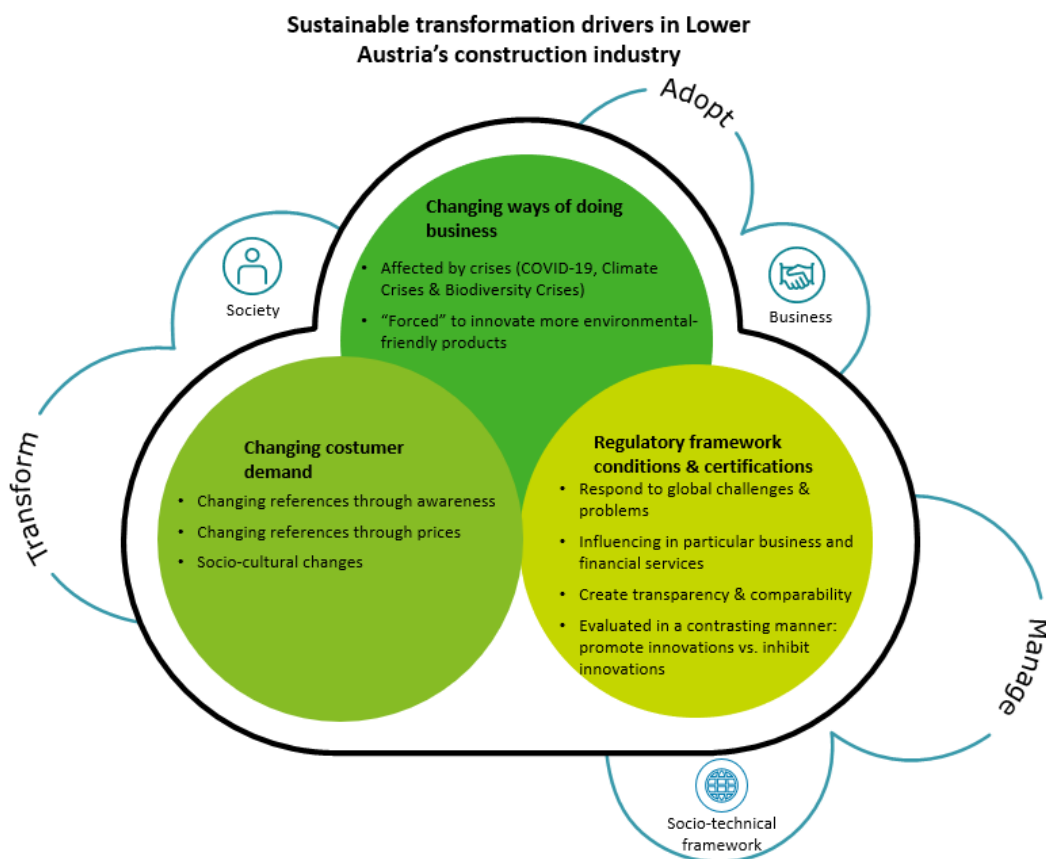 Sustainable transformation drivers in Lower
Austria’s construction industry
Adopt
Changing ways of doing
business
• Affected by crises (COVID-19, Climate
Crises & Biodiversity Crises)
• “Forced” to innovate more environmental-
friendly products
Society
Business
Transform
Changing costumer
demand
• Changing references through awareness
• Changing references through prices
• Socio-cultural changes
Regulatory framework
conditions & certifications
• Respond to global challenges &
problems
• Influencing in particular business and
financial services
• Create transparency & comparability
• Evaluated in a contrasting manner:
promote innovations vs. inhibit
innovations
Manage
Socio-technical
framework